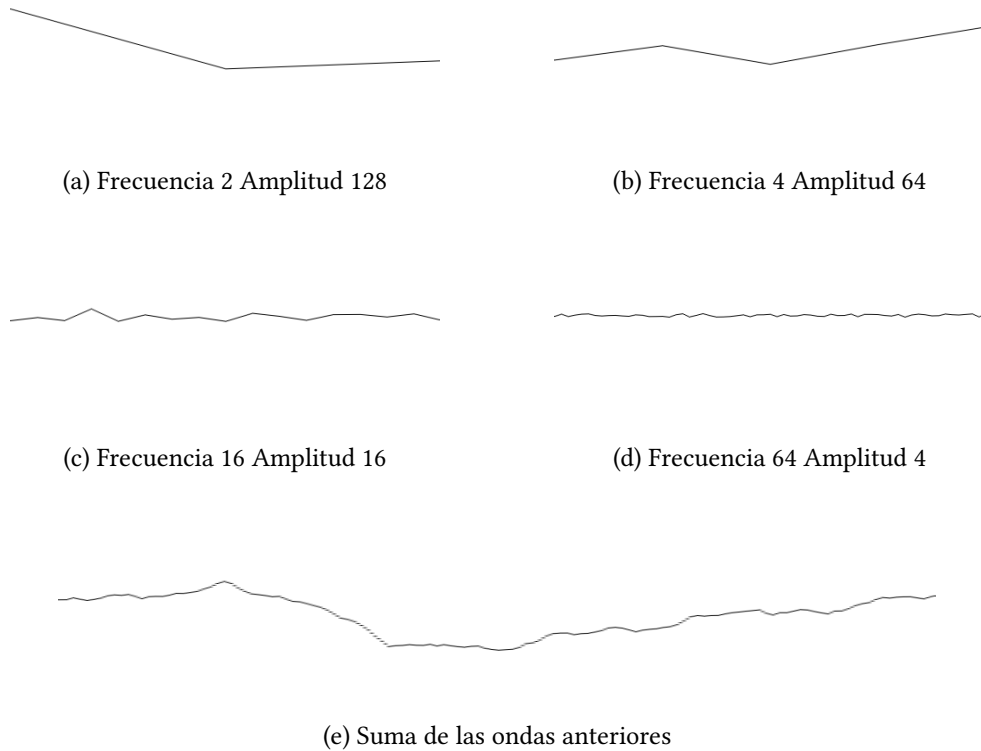 (a) Frecuencia 2 Amplitud 128
(b) Frecuencia 4 Amplitud 64
(c) Frecuencia 16 Amplitud 16
(d) Frecuencia 64 Amplitud 4
(e) Suma de las ondas anteriores